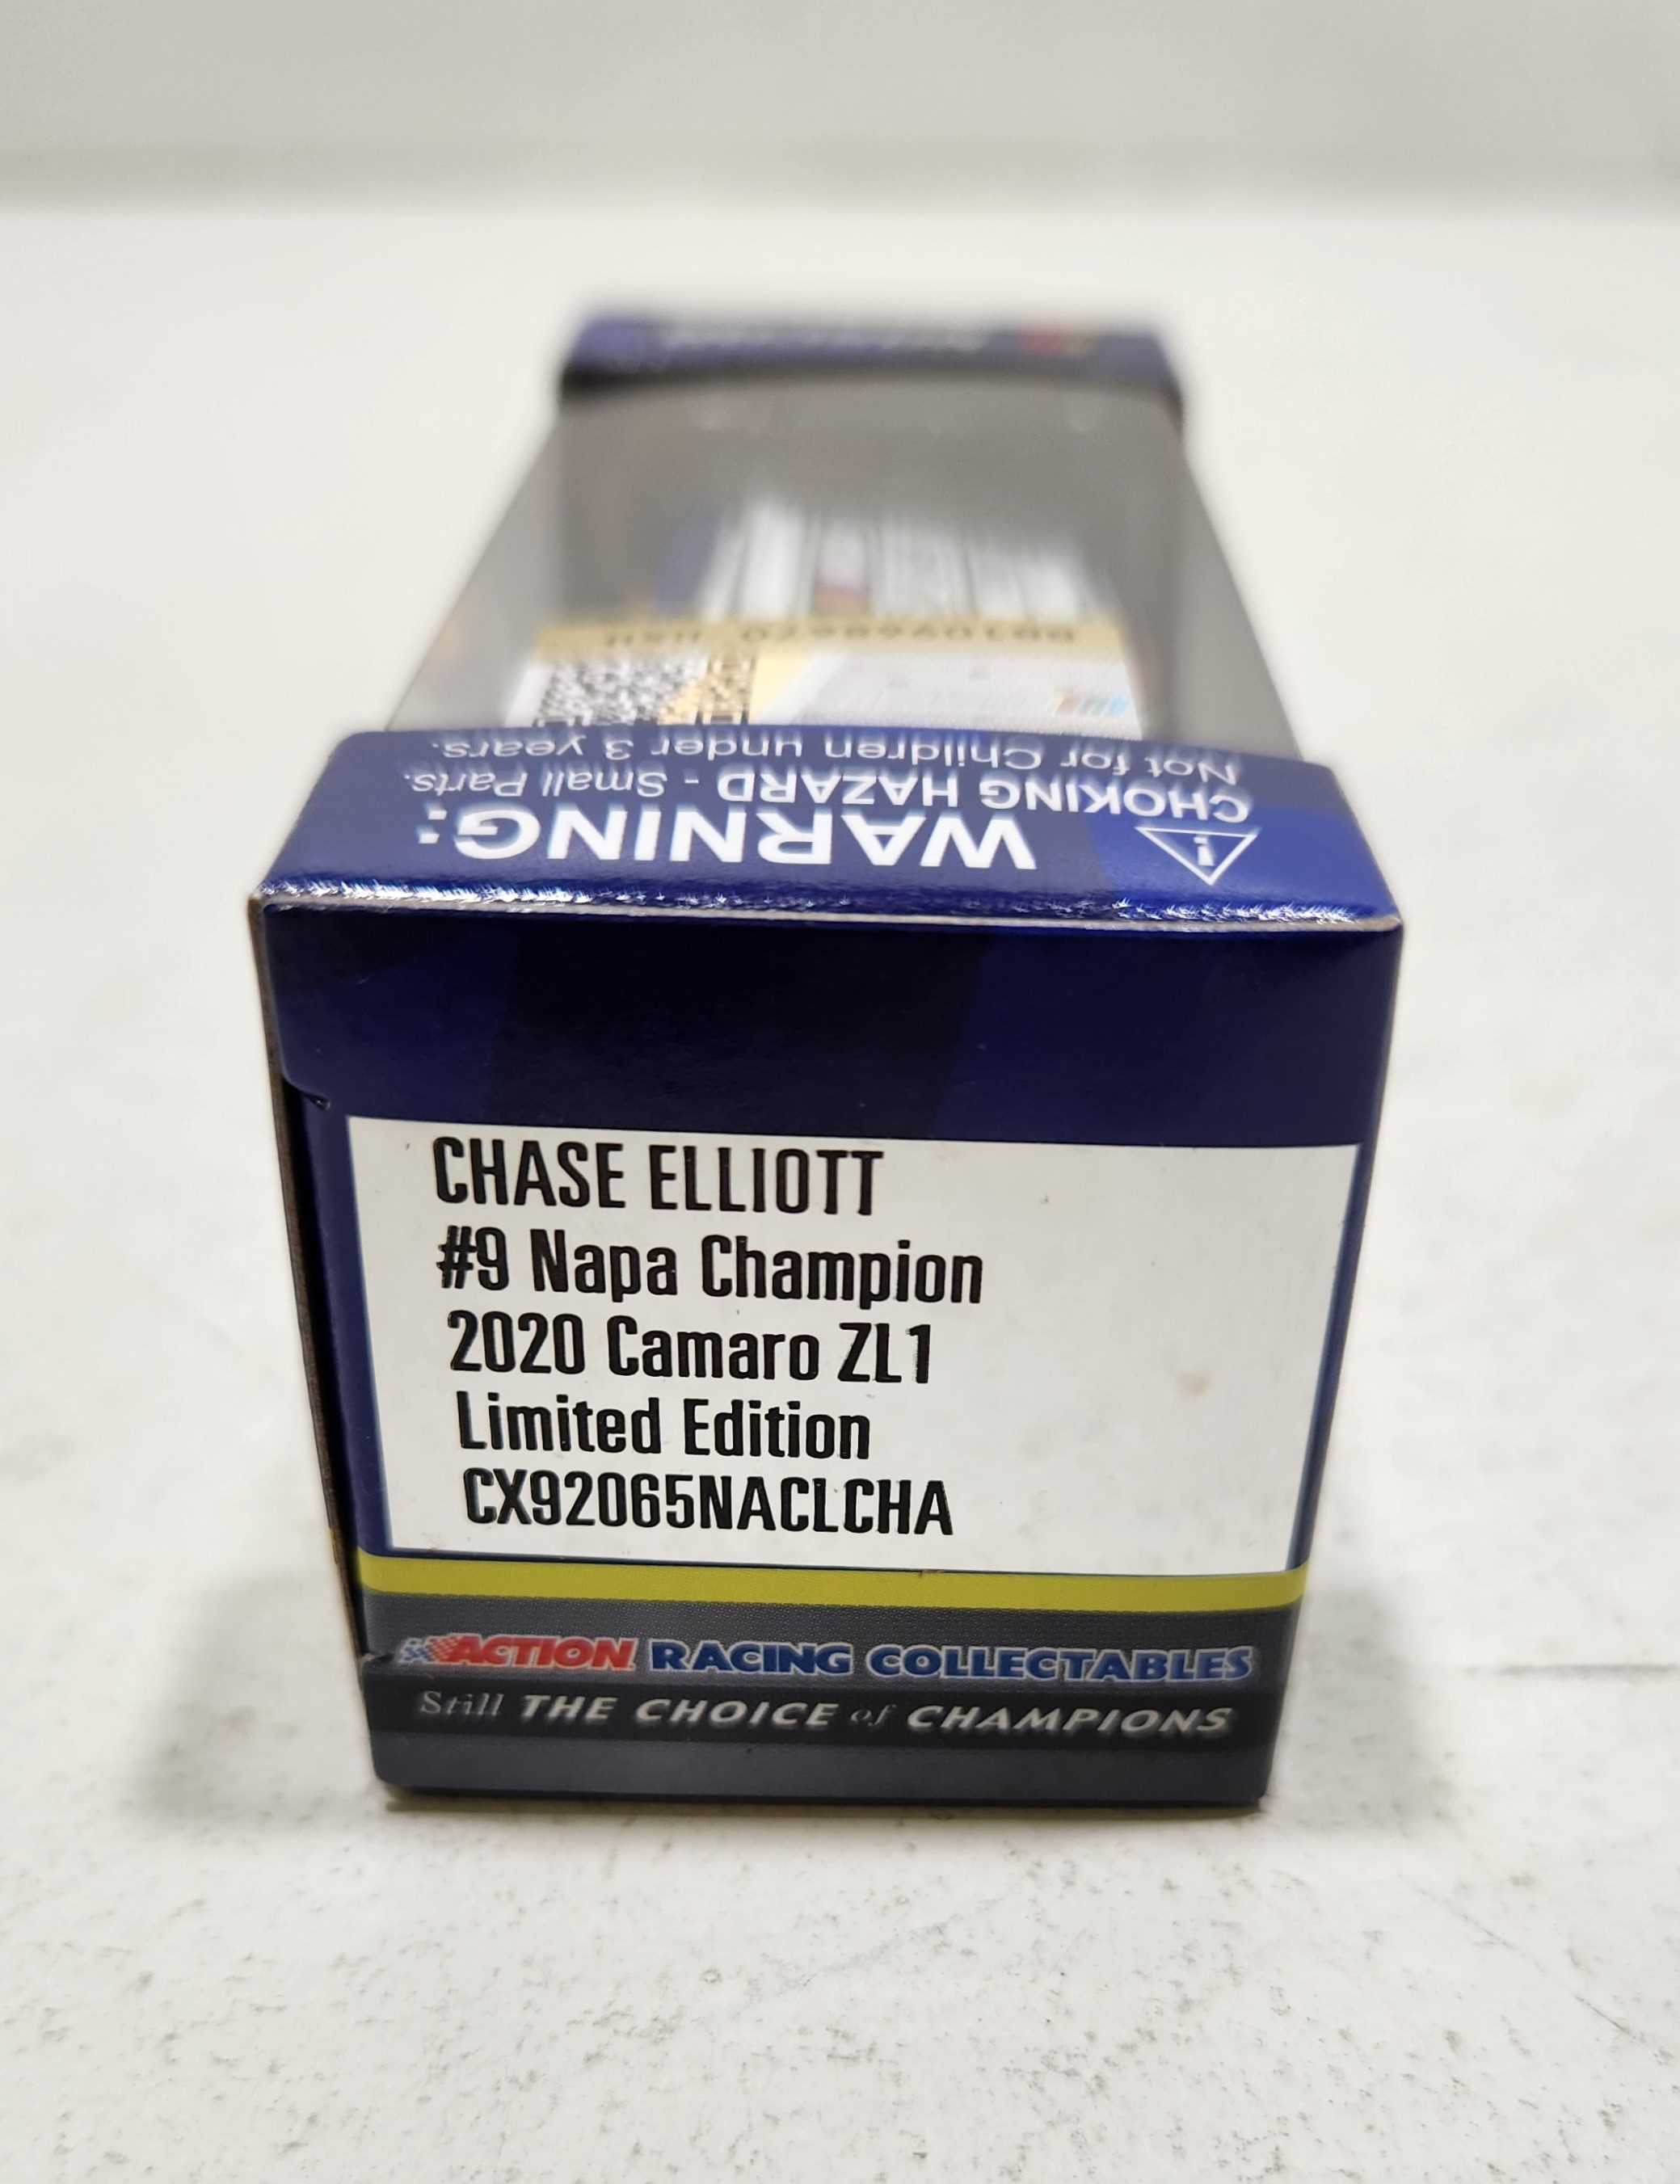 WARNING:
CHOKING HAZARD - Small Parts.
Not for Children under 3 years.
CHASE ELLIOTT
#9 Napa Champion
2020 Camaro ZL1
Limited Edition
CX92065NACLCHA
ACTION RACING COLLECTABLES
Still THE CHOICE of CHAMPIONS